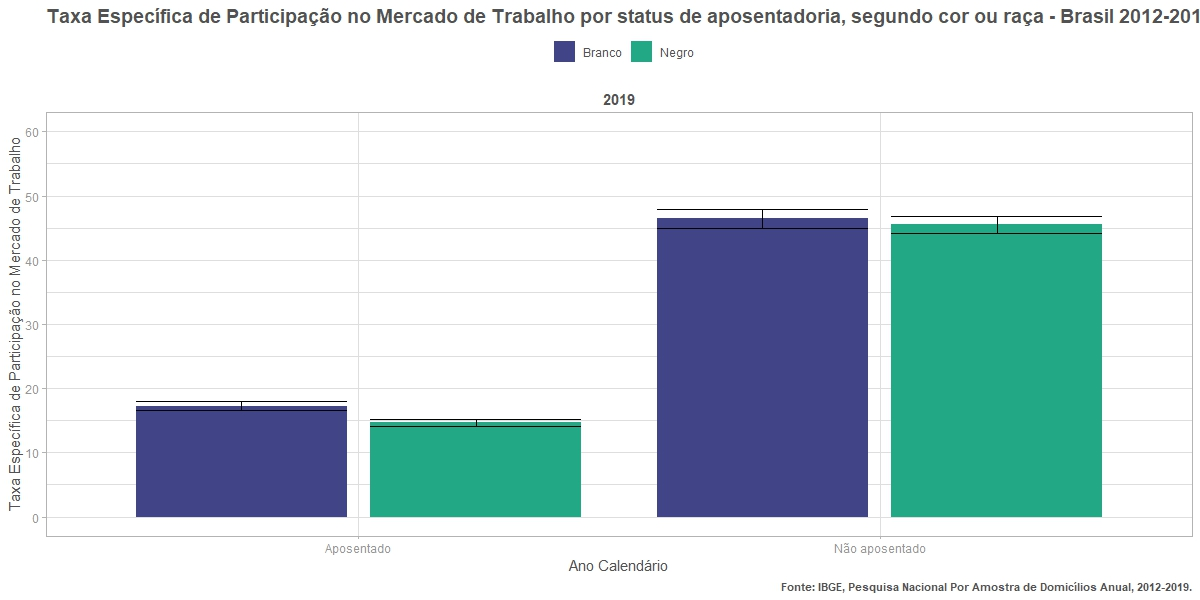 Taxa Específica de Participação no Mercado de Trabalho por status de aposentadoria, segundo cor ou raça - Brasil 2012-201
Branco Negro
2019
Taxa Específica de Participação no Mercado de Trabalho
60
50
40
30
20
10
0
Aposentado Não aposentado
Ano Calendário
Fonte: IBGE, Pesquisa Nacional Por Amostra de Domicílios Anual, 2012-2019.